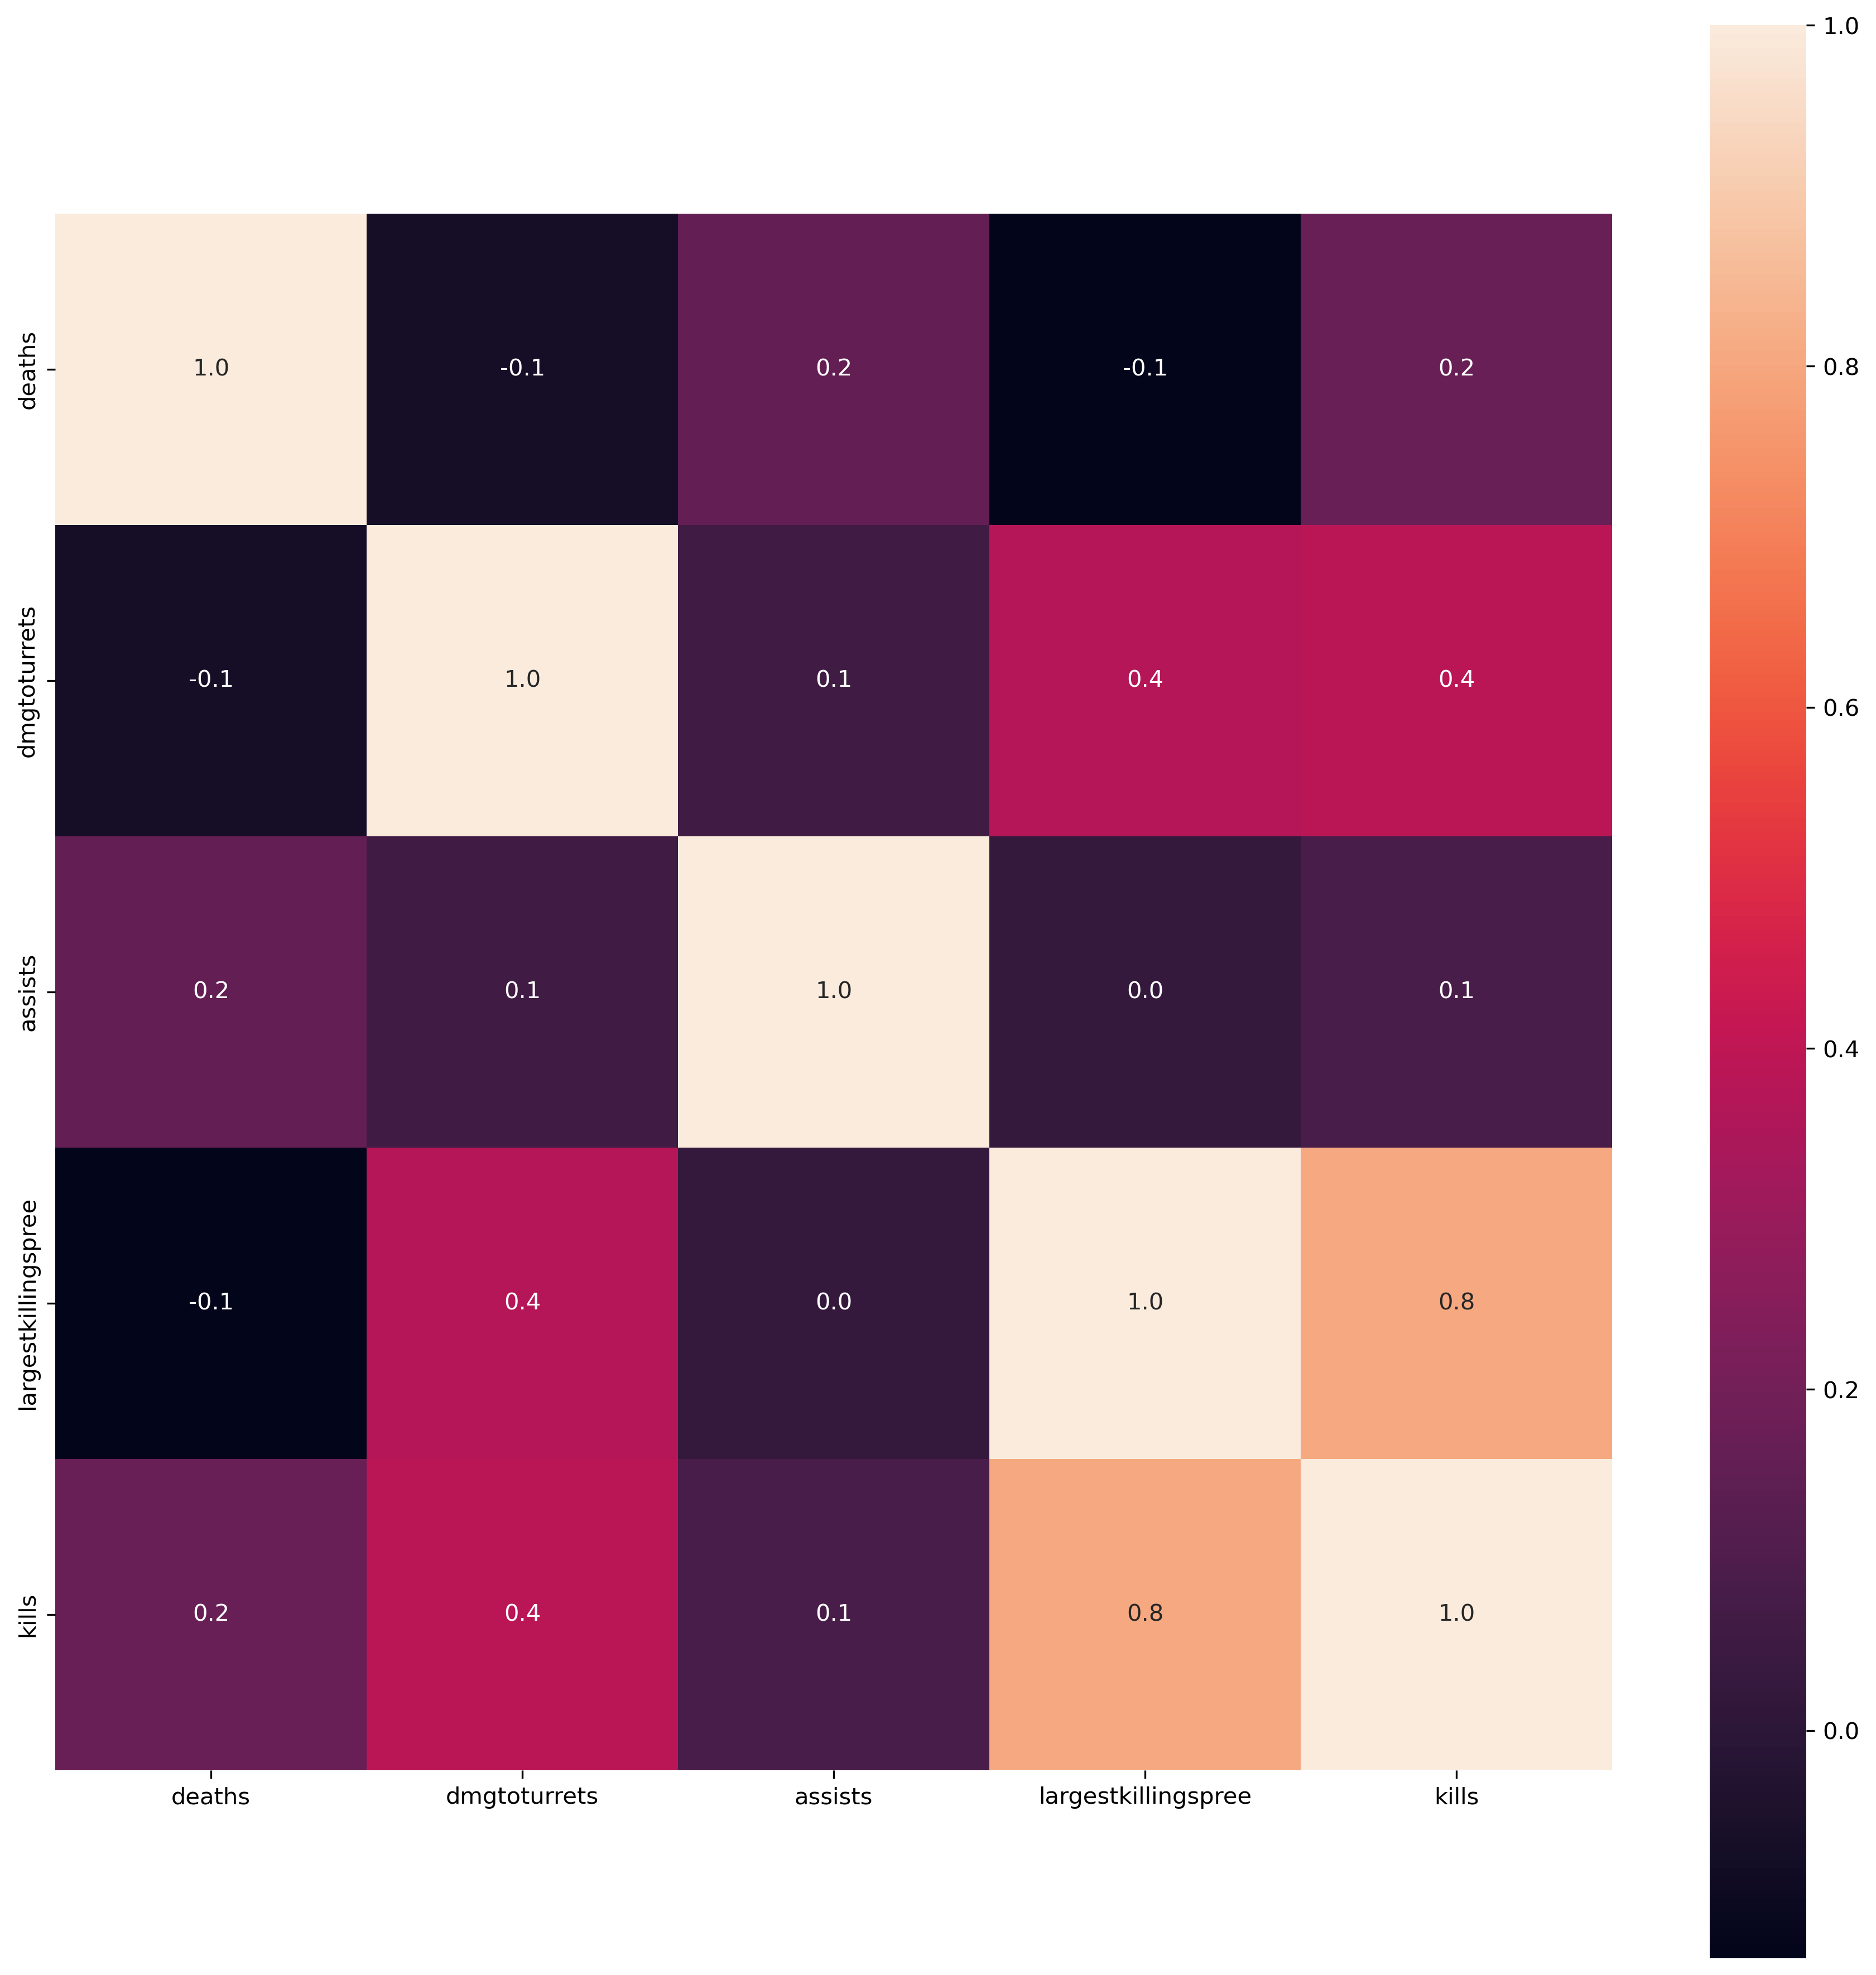 deaths 1.0 -0.1 0.2 -0.1 0.2
dmgtoturrets -0.1 1.0 0.1 0.4 0.4
assists 0.2 0.1 1.0 0.0 0.1
largestkillingspree -0.1 0.4 0.0 1.0 0.8
kills 0.2 0.4 0.1 0.8 1.0
deaths dmgtoturrets assists largestkillingspree kills
1.0
0.8
0.6
0.4
0.2
0.0